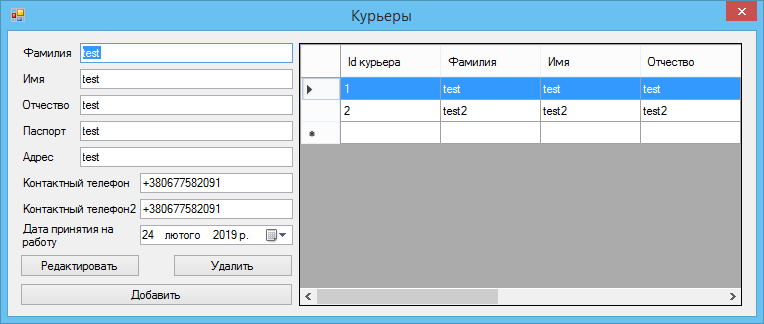 Курьеры
Фамилия test
Имя test
Отчество test
Паспорт test
Адрес test
Контактный телефон +380677582091
Контактный телефон2 +380677582091
Дата принятия на
работу
24 лютого 2019 р.
Редактировать Удалить
Добавить
Id курьера Фамилия Имя Отчество
1 test test test
2 test2 test2 test2